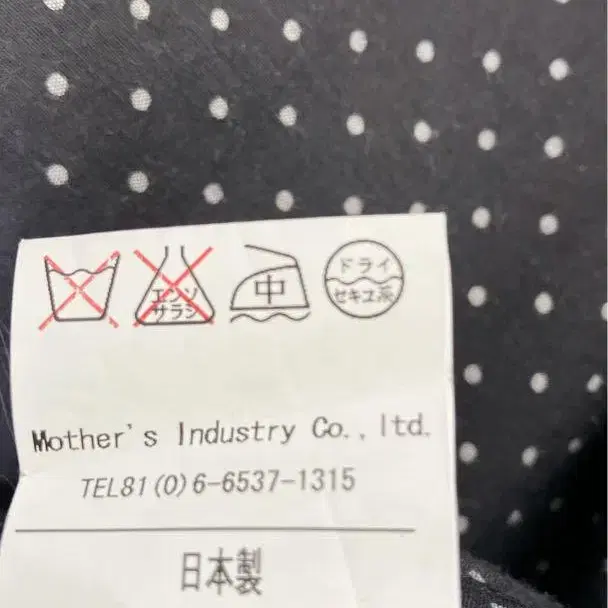 エンソ
サラシ
中
ドライ
セキユ系
Mother's Industry Co., ltd.
TEL81(0)6-6537-1315
日本製